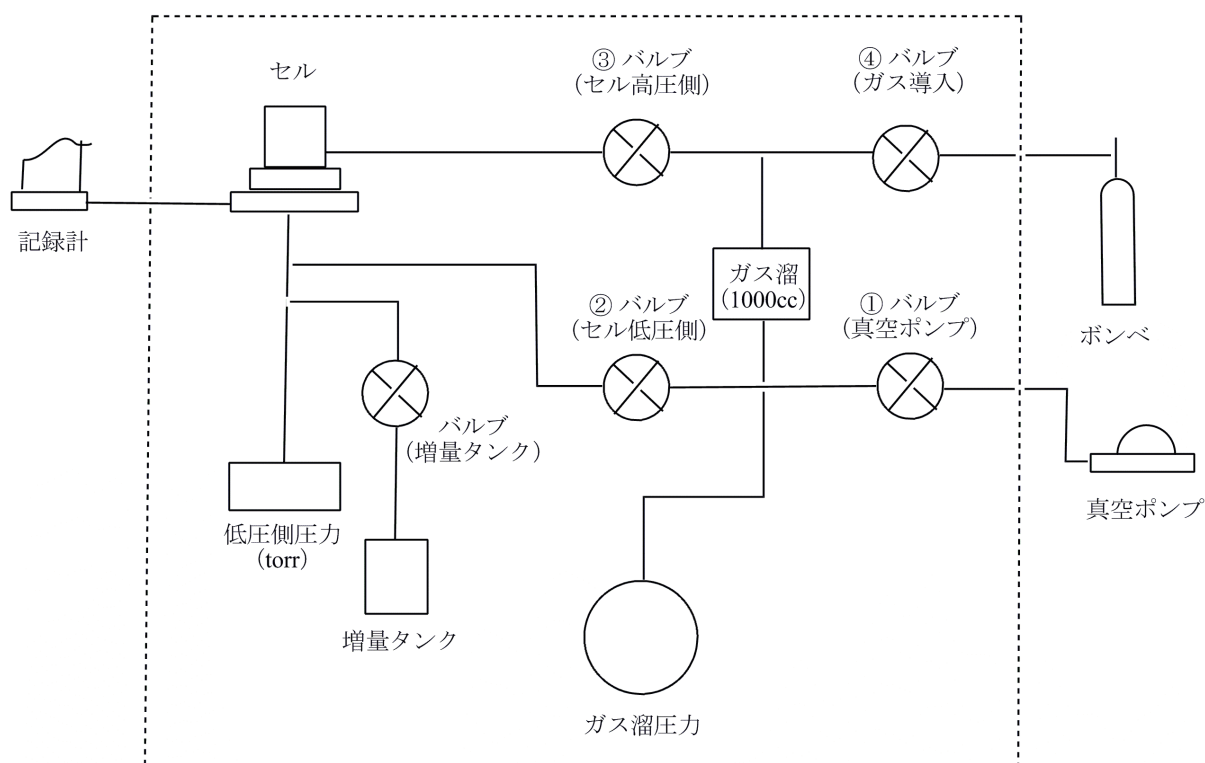 セル
③ バルブ
(セル高圧側)
④ バルブ
(ガス導入)
記録計
ガス溜
(1000cc)
② バルブ
(セル低圧側)
① バルブ
(真空ポンプ)
ボンベ
バルブ
(増量タンク)
低圧側圧力
(torr)
真空ポンプ
増量タンク
ガス溜圧力